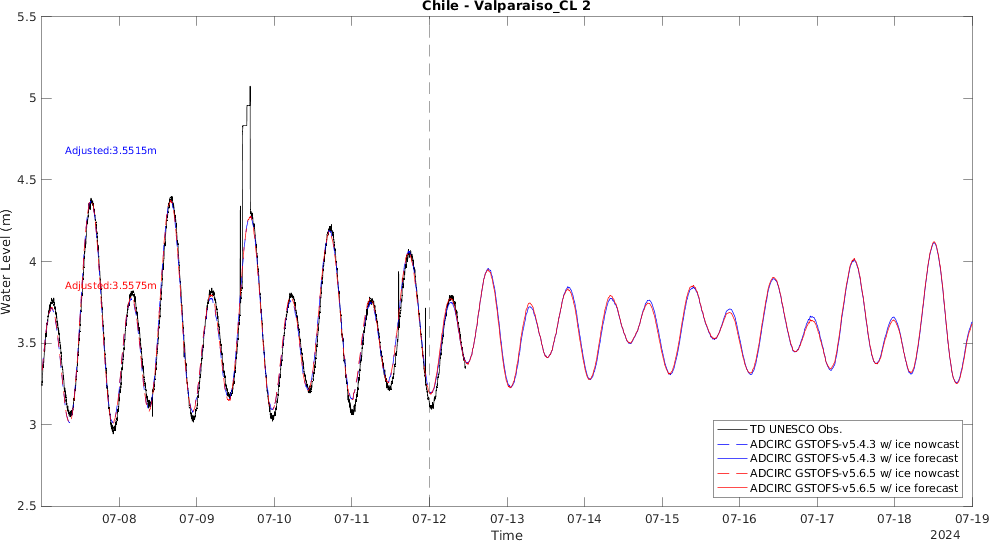 Chile - Valparaiso_CL 2
5.5
5
4.5
4
3.5
3
2.5
Water Level (m)
Adjusted:3.5515m
Adjusted:3.5575m
TD UNESCO Obs.
ADCIRC GSTOFS-v5.4.3 w/ ice nowcast
ADCIRC GSTOFS-v5.4.3 w/ ice forecast
ADCIRC GSTOFS-v5.6.5 w/ ice nowcast
ADCIRC GSTOFS-v5.6.5 w/ ice forecast
07-08 07-09 07-10 07-11 07-12 07-13 07-14 07-15 07-16 07-17 07-18 07-19
Time
2024